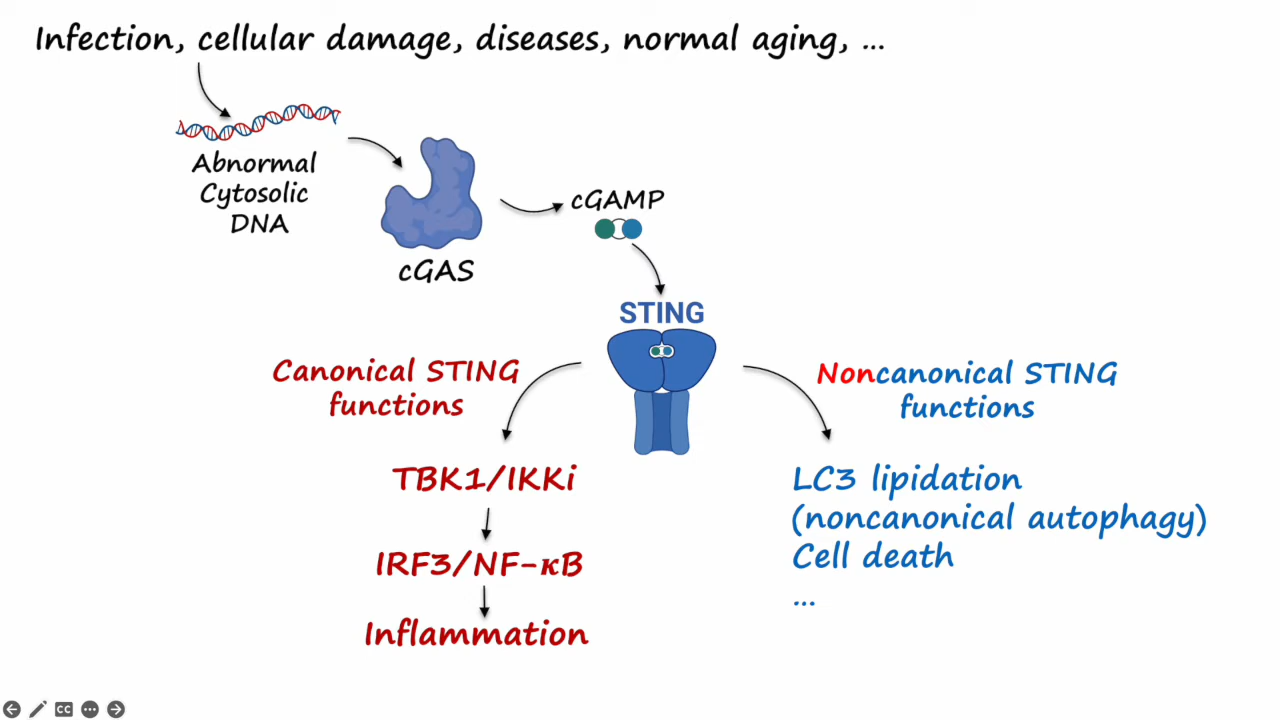 Infection, cellular damage, diseases, normal aging, ...
Abnormal
Cytosolic
DNA
cGAS
cGAMP
STING
Canonical STING
functions
TBK1/IKKi
IRF3/NF-κB
Inflammation
Noncanonical STING
functions
LC3 lipidation
(noncanonical autophagy)
Cell death
...
CC